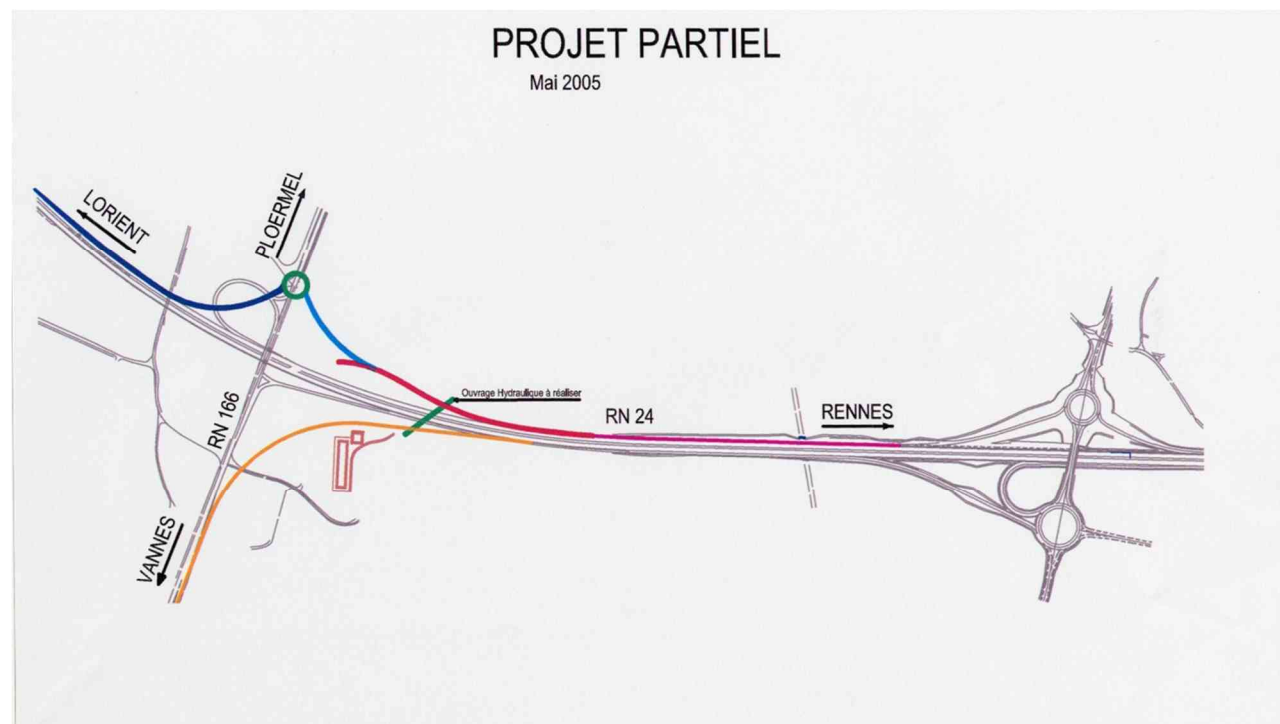 PROJET PARTIEL
Mai 2005
LORIENT
PLOERMEL
Ouvrage Hydraulique à réaliser
RN 24
RENNES
RN 166
VANNES